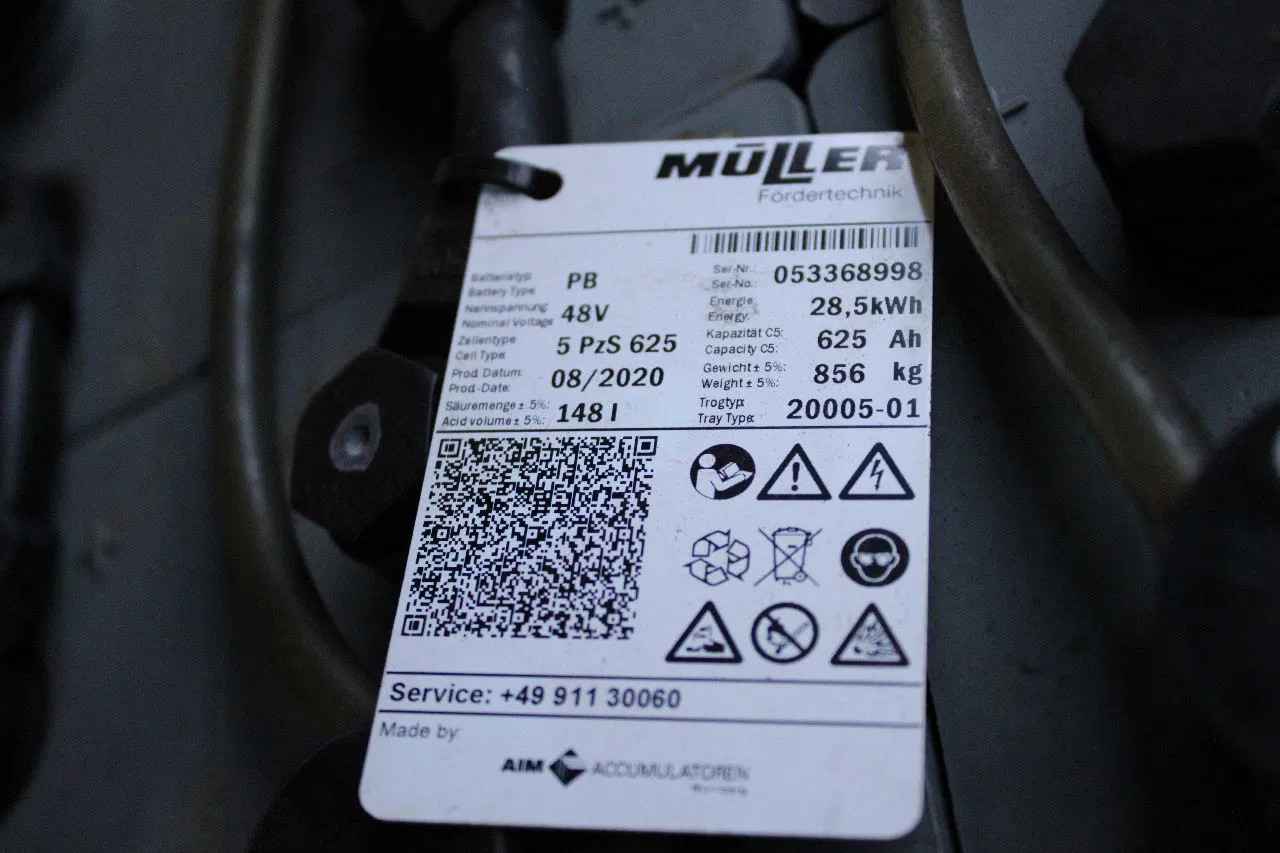 MÜLLER
Fördertechnik
Batterietyp
Battery Type
PB
Ser-Nr.:
Ser-No.:
053368998
Nennspannung
Nominal Voltage
48V
Energie
Energy:
28,5kWh
Zellentype
Cell Type
5 PzS 625
Kapazität C5:
Capacity C5:
625 Ah
Prod. Datum:
Prod.-Date:
08/2020
Gewicht ± 5%:
Weight ± 5%:
856 kg
Säuremenge ± 5%:
Acid volume ± 5%:
148 l
Trogtyp:
Tray Type:
20005-01
Service: +49 911 30060
Made by:
AIM ACCUMULATOREN